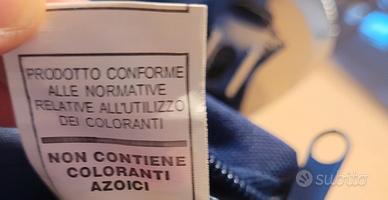 PRODOTTO CONFORME
ALLE NORMATIVE
RELATIVE ALL'UTILIZZO
DEI COLORANTI
NON CONTIENE
COLORANTI
AZOICI
subito